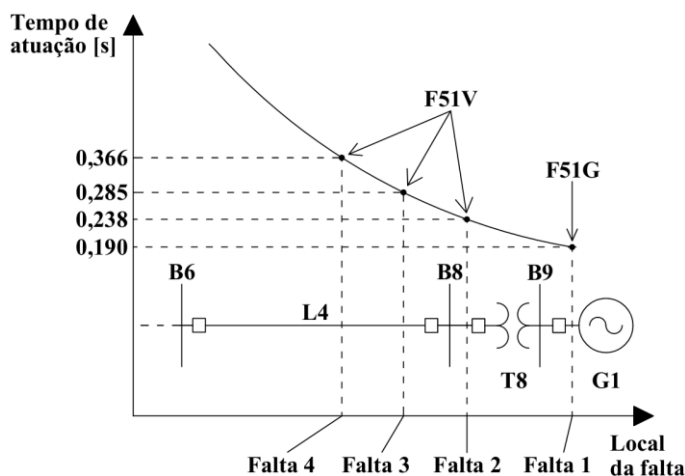 Tempo de
atuação [s]
F51V
0,366
F51G
0,285
0,238
0,190
B6
B8
B9
L4
T8
G1
Falta 4
Falta 3
Falta 2
Falta 1
Local
da falta